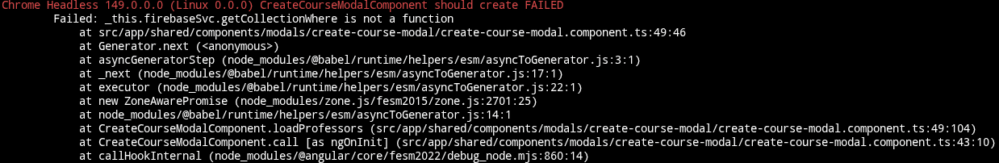 Chrome Headless 149.0.0.0 (Linux 0.0.0) CreateCourseModalComponent should create FAILED
Failed: _this.firebaseSvc.getCollectionWhere is not a function
at src/app/shared/components/modals/create-course-modal/create-course-modal.component.ts:49:46
at Generator.next (<anonymous>)
at asyncGeneratorStep (node_modules/@babel/runtime/helpers/esm/asyncToGenerator.js:3:1)
at _next (node_modules/@babel/runtime/helpers/esm/asyncToGenerator.js:17:1)
at executor (node_modules/@babel/runtime/helpers/esm/asyncToGenerator.js:22:1)
at new ZoneAwarePromise (node_modules/zone.js/fesm2015/zone.js:2701:25)
at node_modules/@babel/runtime/helpers/esm/asyncToGenerator.js:14:1
at CreateCourseModalComponent.loadProfessors (src/app/shared/components/modals/create-course-modal/create-course-modal.component.ts:49:104)
at CreateCourseModalComponent.call [as ngOnInit] (src/app/shared/components/modals/create-course-modal/create-course-modal.component.ts:43:10)
at callHookInternal (node_modules/@angular/core/fesm2022/debug_node.mjs:860:14)